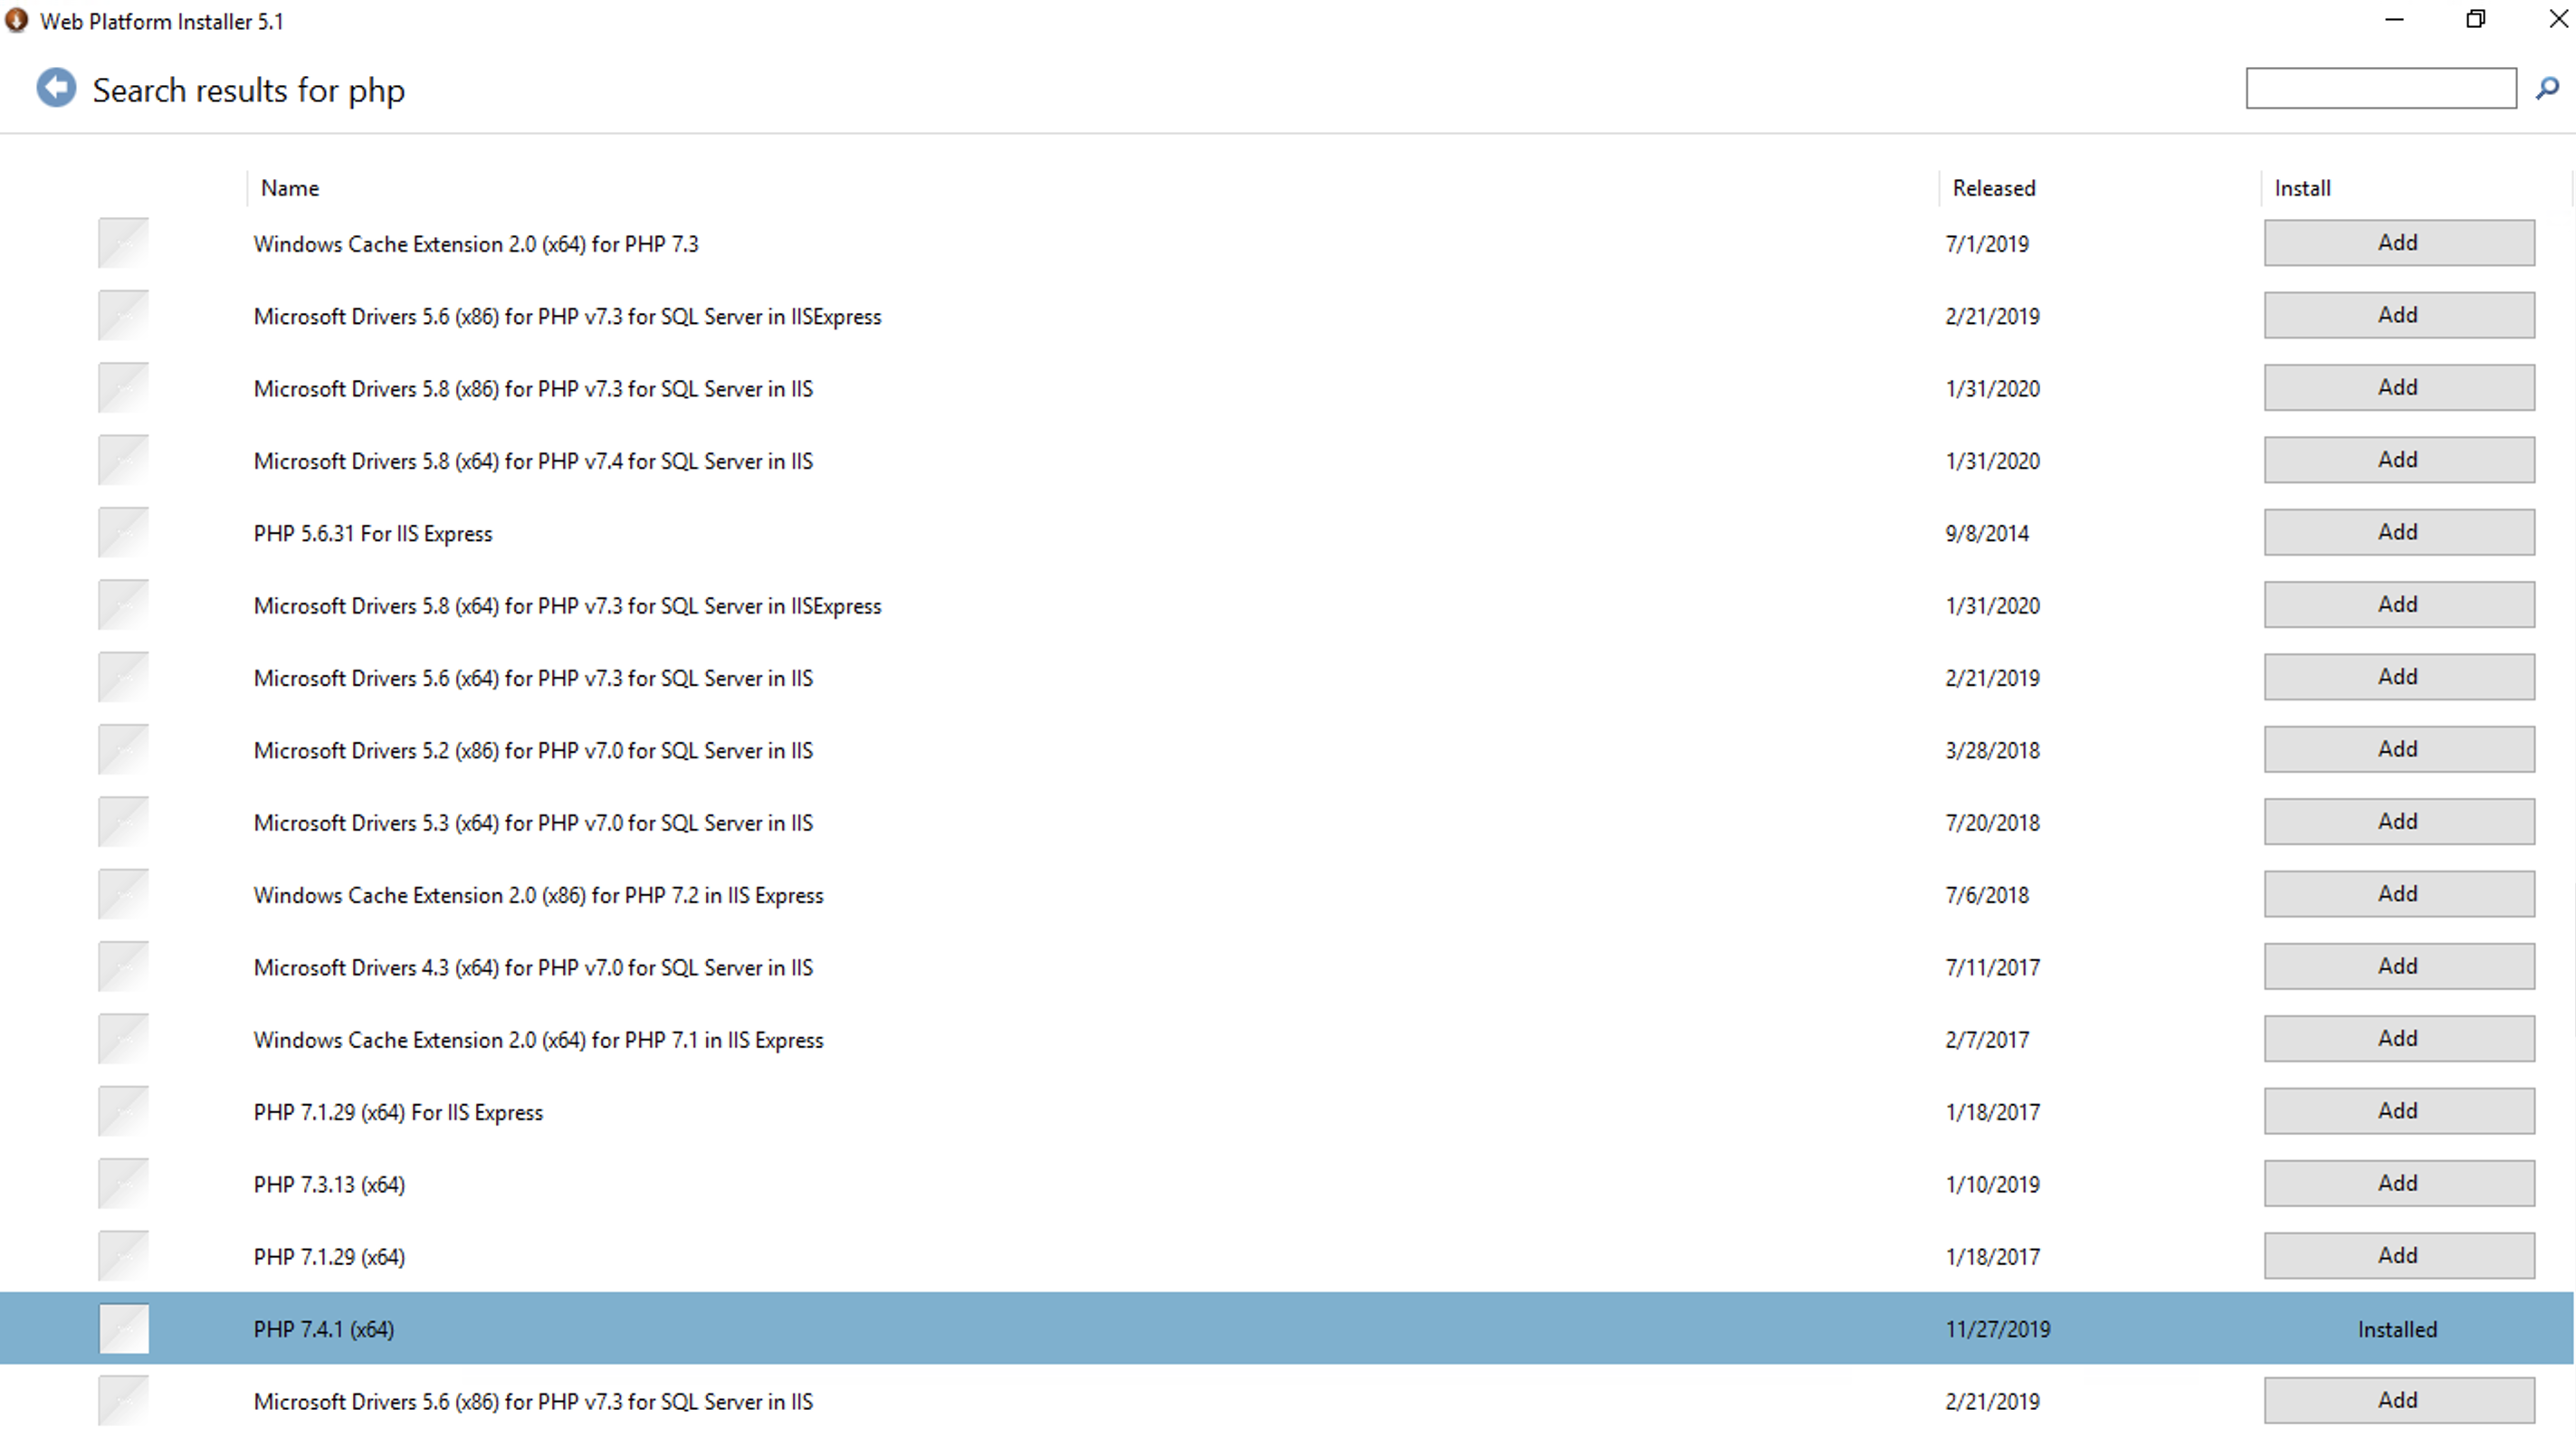 Web Platform Installer 5.1
Search results for php
Name Released Install
Windows Cache Extension 2.0 (x64) for PHP 7.3 7/1/2019 Add
Microsoft Drivers 5.6 (x86) for PHP v7.3 for SQL Server in IISExpress 2/21/2019 Add
Microsoft Drivers 5.8 (x86) for PHP v7.3 for SQL Server in IIS 1/31/2020 Add
Microsoft Drivers 5.8 (x64) for PHP v7.4 for SQL Server in IIS 1/31/2020 Add
PHP 5.6.31 For IIS Express 9/8/2014 Add
Microsoft Drivers 5.8 (x64) for PHP v7.3 for SQL Server in IISExpress 1/31/2020 Add
Microsoft Drivers 5.6 (x64) for PHP v7.3 for SQL Server in IIS 2/21/2019 Add
Microsoft Drivers 5.2 (x86) for PHP v7.0 for SQL Server in IIS 3/28/2018 Add
Microsoft Drivers 5.3 (x64) for PHP v7.0 for SQL Server in IIS 7/20/2018 Add
Windows Cache Extension 2.0 (x86) for PHP 7.2 in IIS Express 7/6/2018 Add
Microsoft Drivers 4.3 (x64) for PHP v7.0 for SQL Server in IIS 7/11/2017 Add
Windows Cache Extension 2.0 (x64) for PHP 7.1 in IIS Express 2/7/2017 Add
PHP 7.1.29 (x64) For IIS Express 1/18/2017 Add
PHP 7.3.13 (x64) 1/10/2019 Add
PHP 7.1.29 (x64) 1/18/2017 Add
PHP 7.4.1 (x64) 11/27/2019 Installed
Microsoft Drivers 5.6 (x86) for PHP v7.3 for SQL Server in IIS 2/21/2019 Add